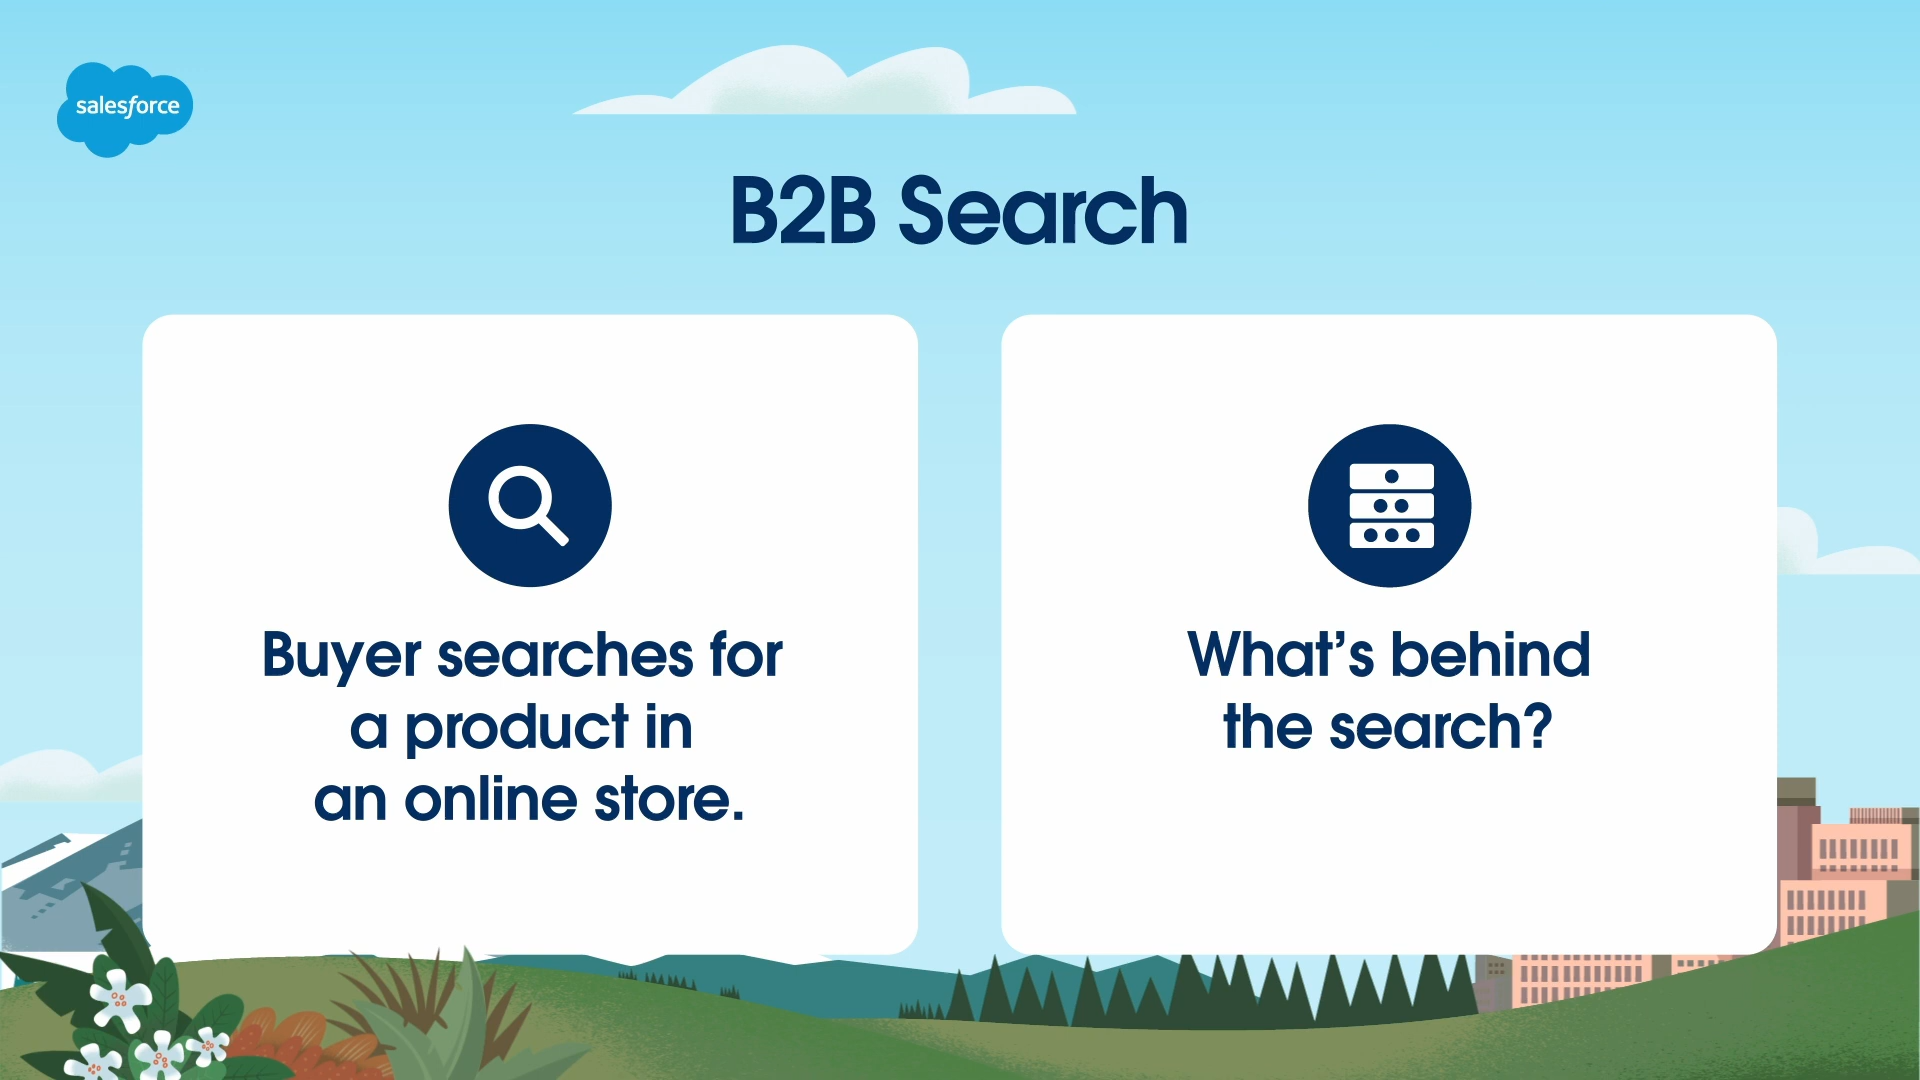 salesforce
B2B Search
Buyer searches for
a product in
an online store.
What’s behind
the search?